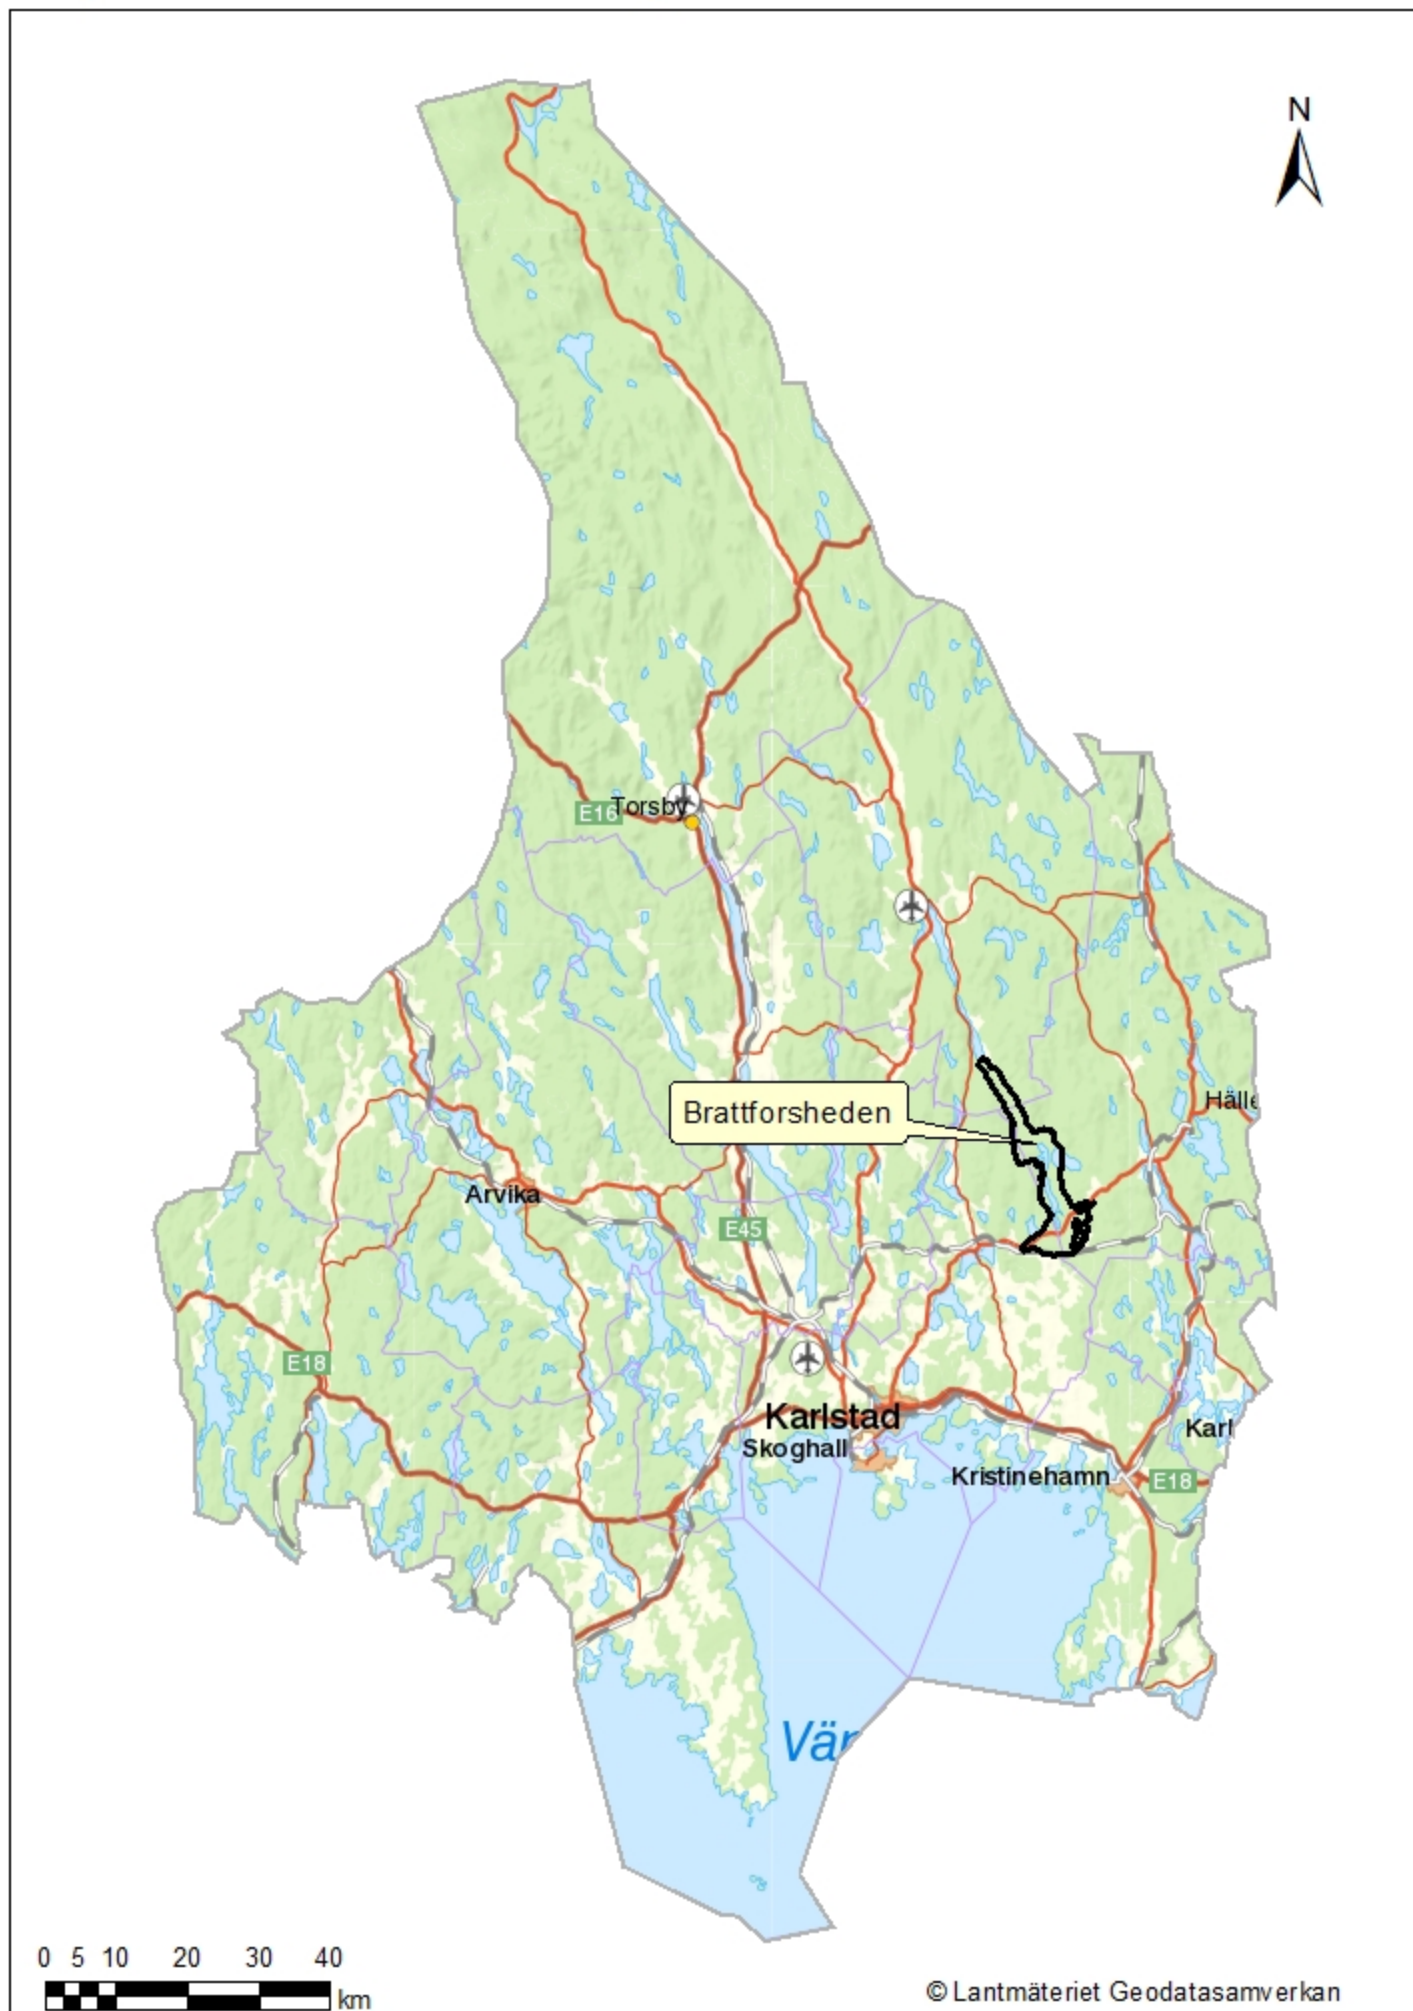 N
E16
Torsby
Brattforsheden
Hälle
Arvika
E45
E18
Karlstad
Skoghall
Karl
Kristinehamn
E18
Vär
0 5 10 20 30 40
km
© Lantmäteriet Geodatasamverkan